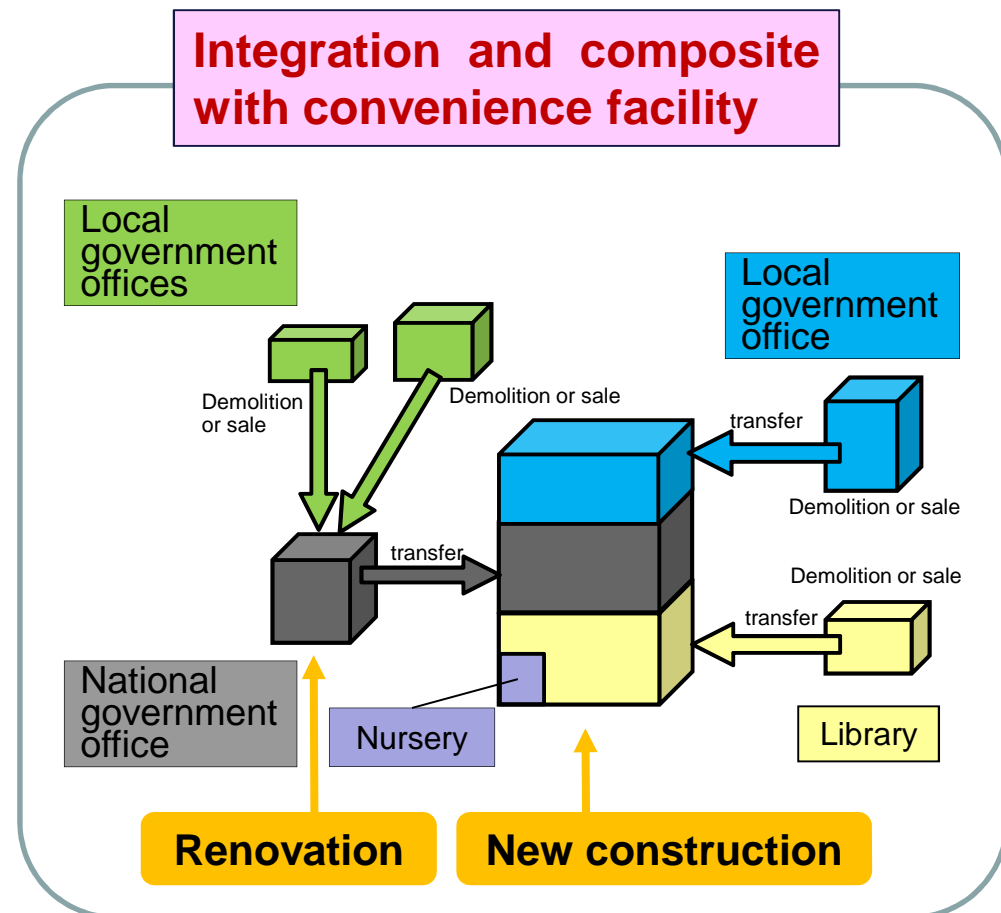 Integration and composite
with convenience facility
Local
government
offices
Local
government
office
Demolition
or sale
Demolition or sale
transfer
Demolition or sale
transfer
Demolition or sale
transfer
National
government
office
Nursery
Library
Renovation
New construction